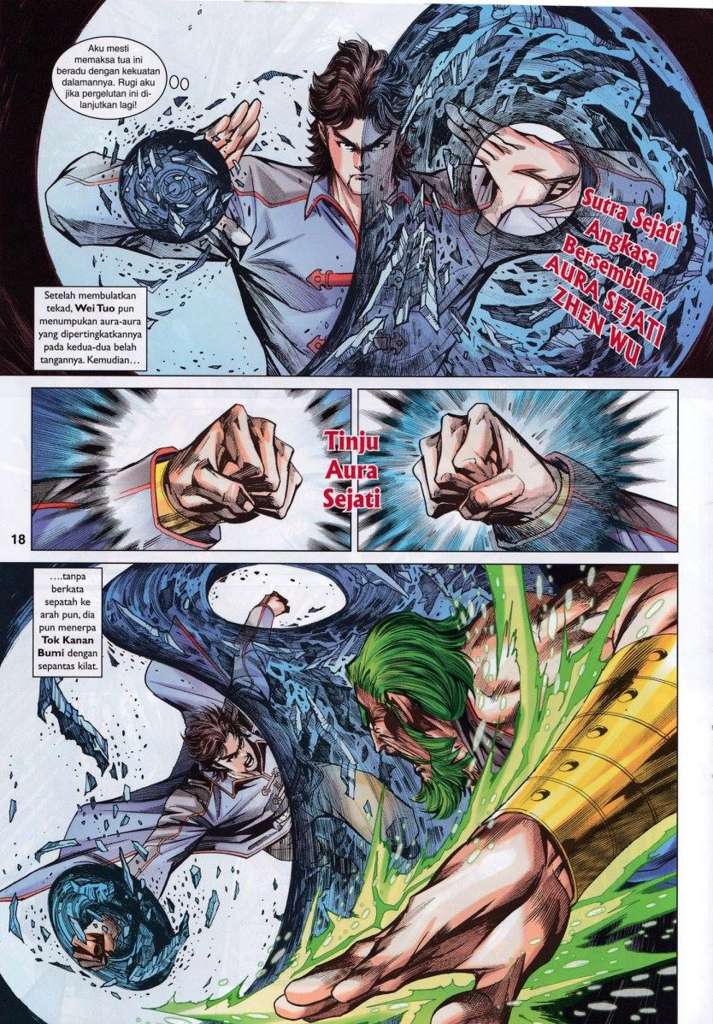 Aku mesti
memaksa tua ini
beradu dengan kekuatan
dalamannya. Rugi aku
jika pergelutan ini di-
lanjutkan lagi!
Sutra Sejati
Angkasa
Bersembilan
AURA SEJATI
ZHEN WU
Setelah membulatkan
tekad, Wei Tuo pun
menumpukan aura-aura
yang dipertingkatkannya
pada kedua-dua belah
tangannya. Kemudian...
Tinju
Aura
Sejati
18
....tanpa
berkata
sepatah ke
arah pun, dia
pun menerpa
Tok Kanan
Bumi dengan
sepantas kilat.